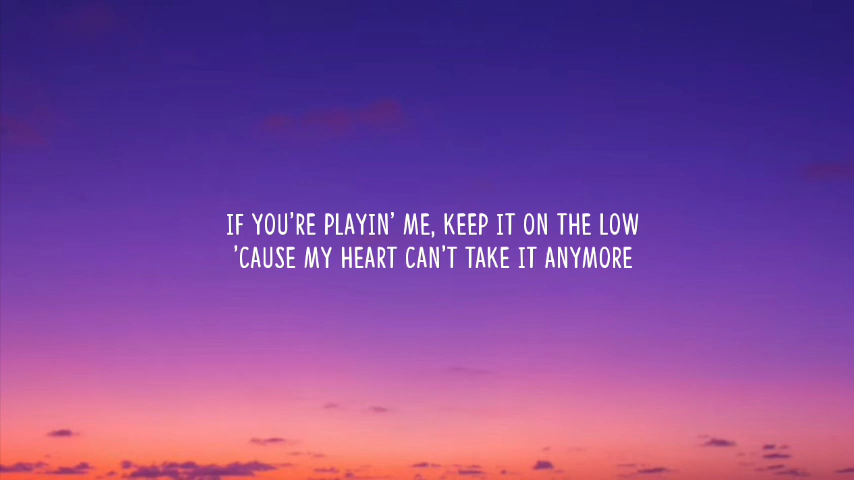 IF YOU'RE PLAYIN' ME, KEEP IT ON THE LOW
'CAUSE MY HEART CAN'T TAKE IT ANYMORE